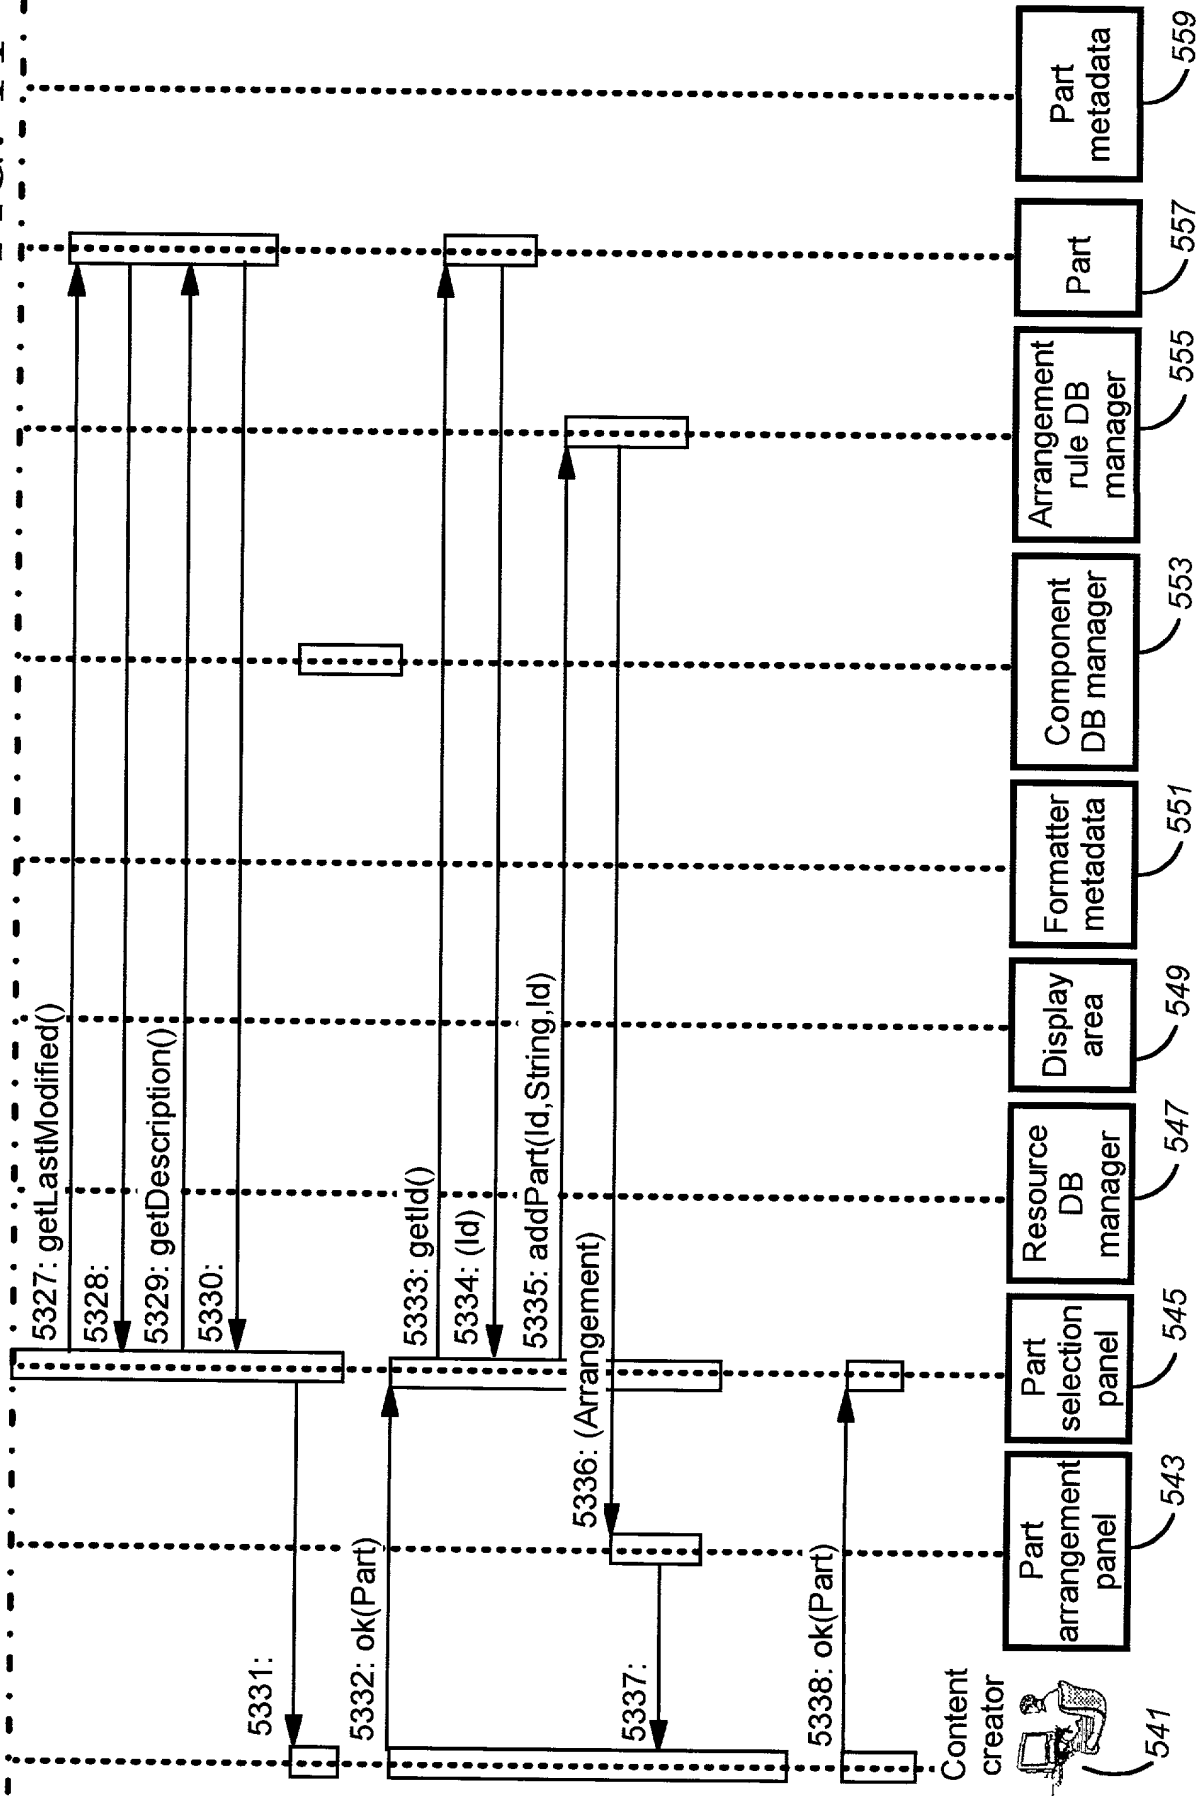 5327: getLastModified()
5328:
5329: getDescription()
5330:
5331:
5332: ok(Part)
5333: getId()
5334: (Id)
5335: addPart(Id,String,Id)
5336: (Arrangement)
5337:
5338: ok(Part)
Content
creator
541
Part
arrangement
panel
543
Part
selection
panel
545
Resource
DB
manager
547
Display
area
549
Formatter
metadata
551
Component
DB manager
553
Arrangement
rule DB
manager
555
Part
557
Part
metadata
559